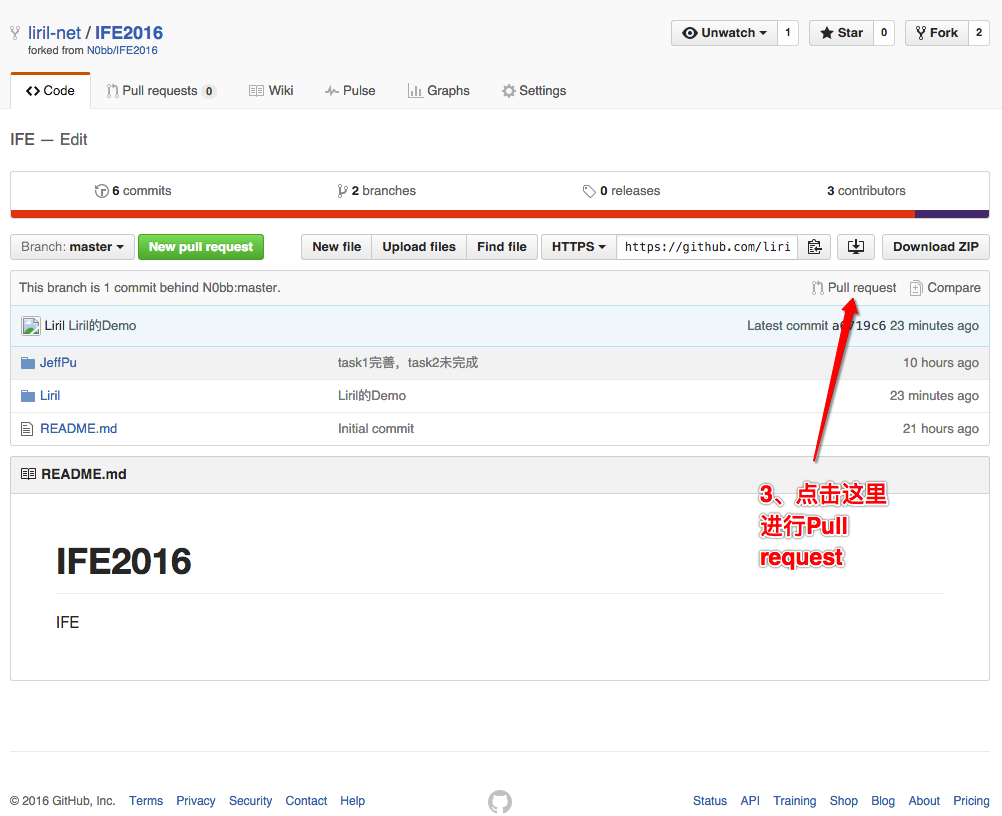 liril-net / IFE2016
forked from N0bb/IFE2016
Unwatch 1 Star 0 Fork 2
Code Pull requests 0 Wiki Pulse Graphs Settings
IFE — Edit
6 commits 2 branches 0 releases 3 contributors
Branch: master New pull request New file Upload files Find file HTTPS https://github.com/liri Download ZIP
This branch is 1 commit behind N0bb:master. Pull request Compare
Liril Liril的Demo Latest commit 23 minutes ago
JeffPu task1完善，task2未完成 10 hours ago
Liril Liril的Demo 23 minutes ago
README.md Initial commit 21 hours ago
README.md
3、点击这里
进行Pull
request
IFE2016
IFE
© 2016 GitHub, Inc. Terms Privacy Security Contact Help Status API Training Shop Blog About Pricing